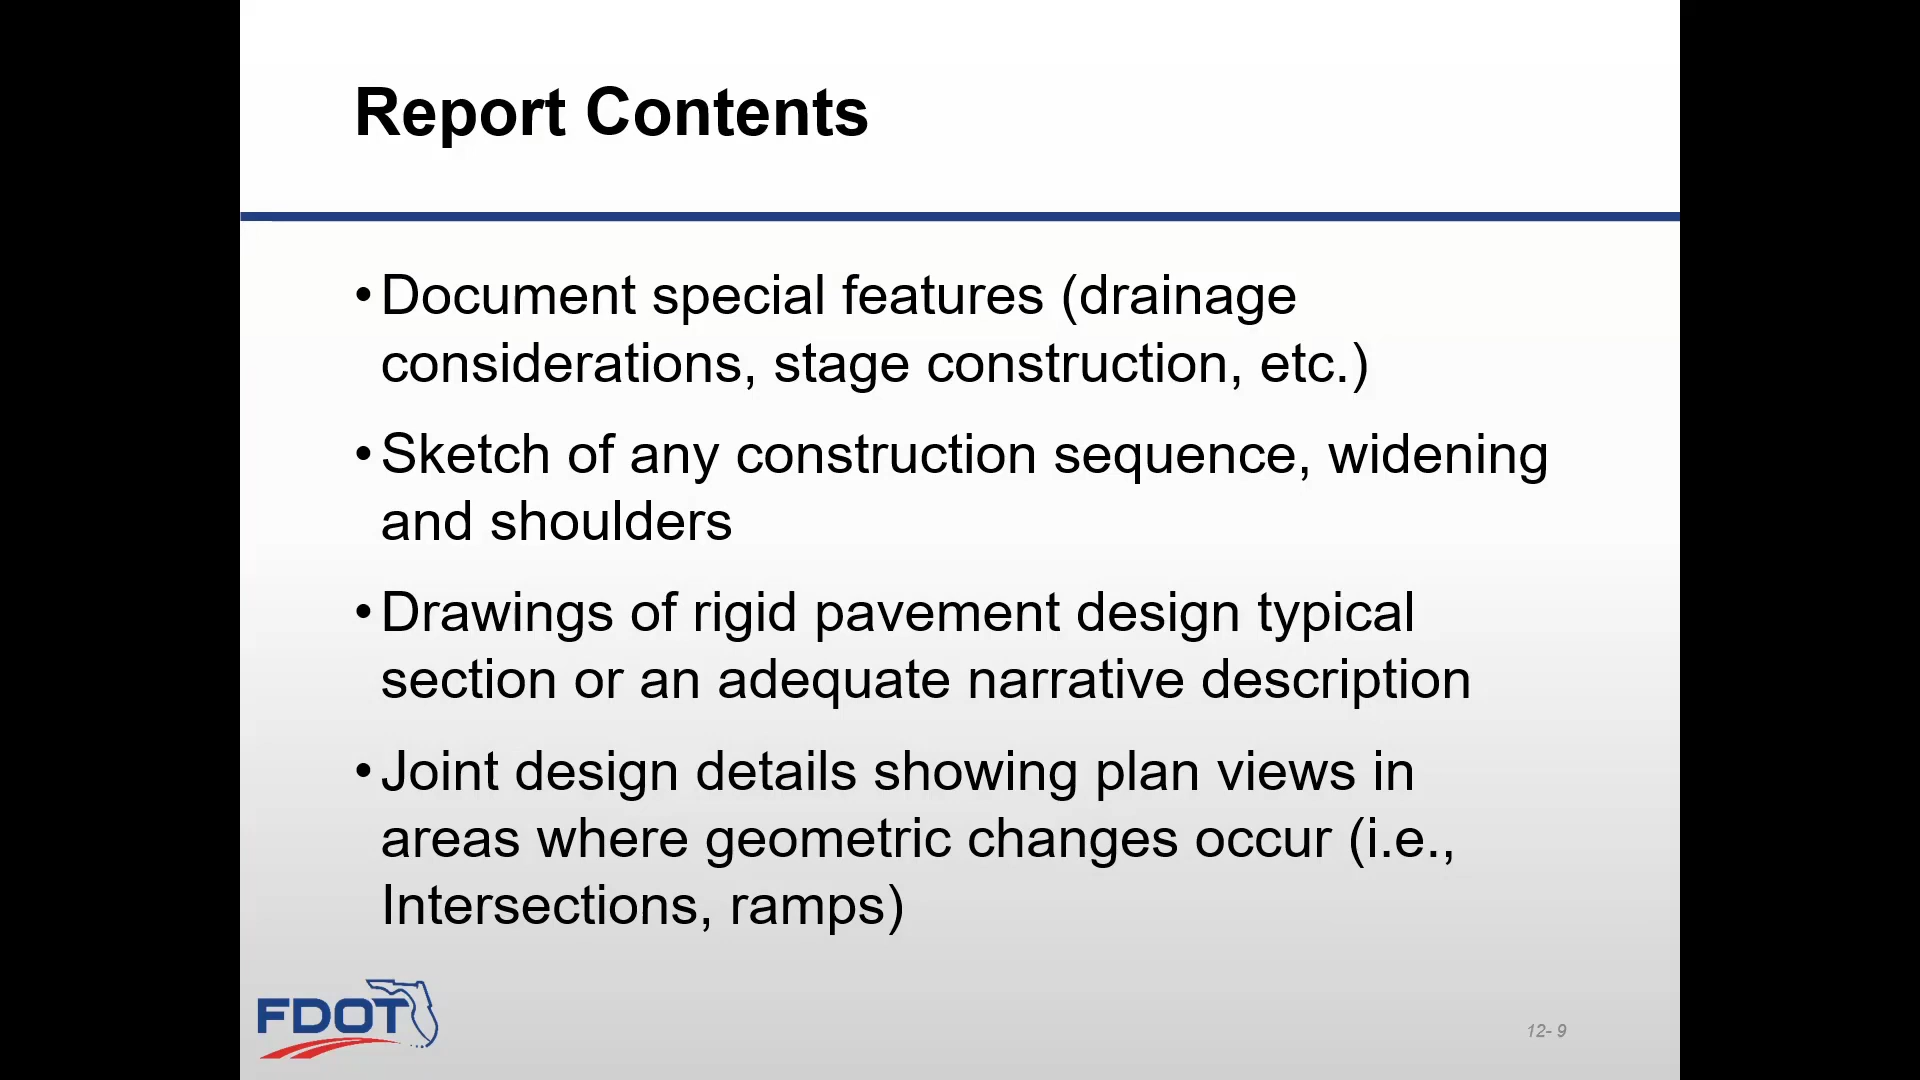 Report Contents
•Document special features (drainage
considerations, stage construction, etc.)
•Sketch of any construction sequence, widening
and shoulders
•Drawings of rigid pavement design typical
section or an adequate narrative description
•Joint design details showing plan views in
areas where geometric changes occur (i.e.,
Intersections, ramps)
FDOT
12- 9